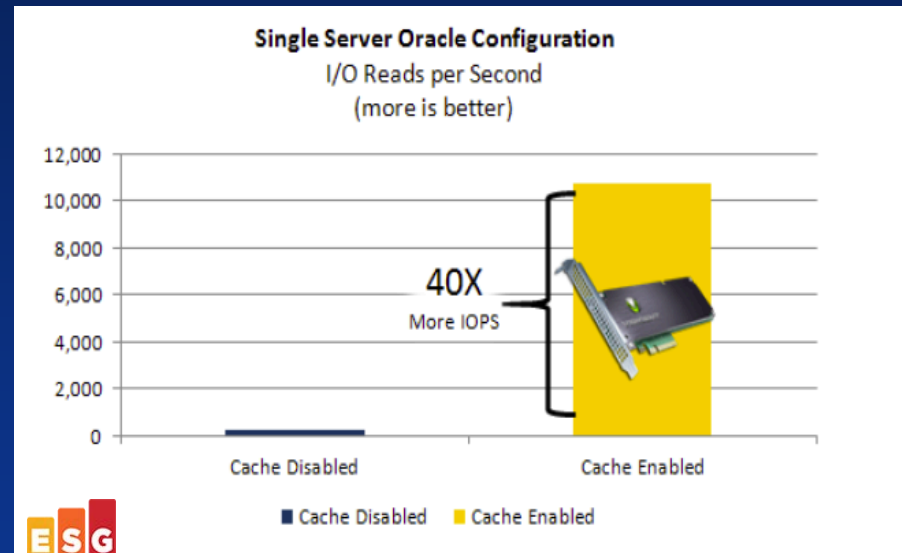 Single Server Oracle Configuration
I/O Reads per Second
(more is better)
12,000
10,000
8,000
6,000
4,000
2,000
0
40X
More IOPS
Cache Disabled
Cache Enabled
Cache Disabled
Cache Enabled
ESG